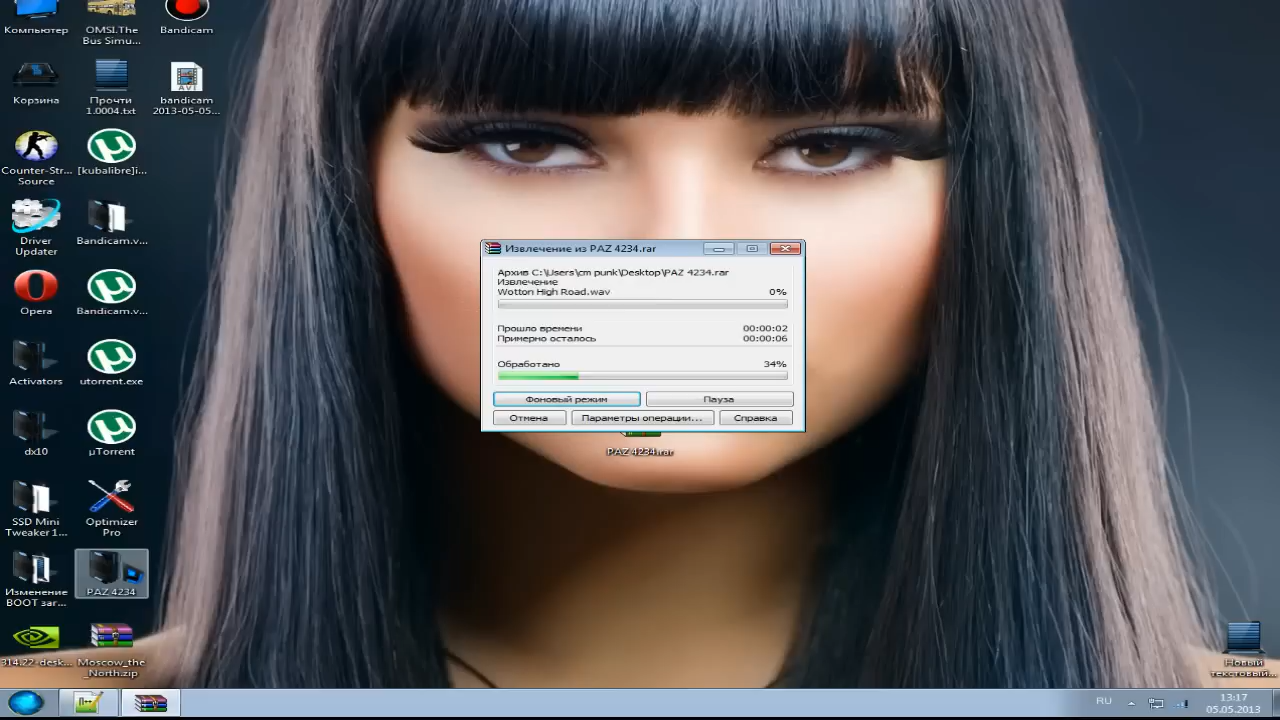 Компьютер
OMSI.The
Bus Simu...
Bandicam
Корзина
Прочти
1.0004.txt
AVI
bandicam
2013-05-05...
Counter-Str...
Source
[kubalibre]i...
Driver
Updater
Bandicam.v...
Opera
Bandicam.v...
Activators
utorrent.exe
dx10
µTorrent
SSD Mini
Tweaker 1...
Optimizer
Pro
Изменение
BOOT заг...
PAZ 4234
314.22-desk...
Moscow_the
_North.zip
Извлечение из PAZ 4234.rar
Архив C:\Users\cm punk\Desktop\PAZ 4234.rar
Извлечение
Wotton High Road.wav 0%
Прошло времени 00:00:02
Примерно осталось 00:00:06
Обработано 34%
Фоновый режим
Пауза
Отмена
Параметры операции...
Справка
PAZ 4234.rar
Новый
текстовый...
RU
13:17
05.05.2013